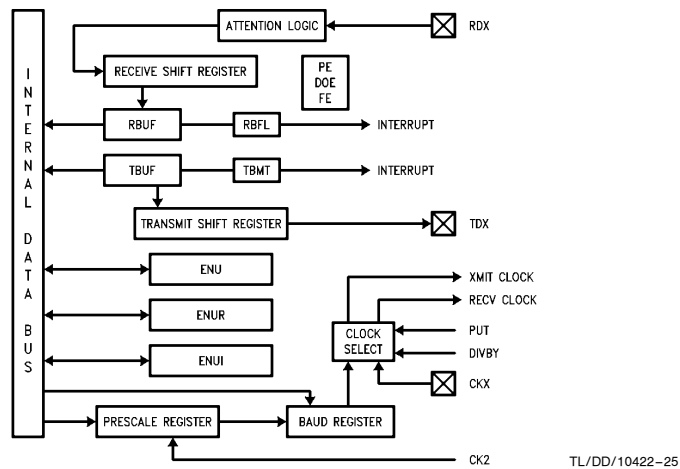 ATTENTION LOGIC
RDX
RECEIVE SHIFT REGISTER
PE
DOE
FE
RBUF
RBFL
INTERRUPT
TBUF
TBMT
INTERRUPT
TRANSMIT SHIFT REGISTER
TDX
INTERNAL DATA BUS
ENU
ENUR
ENUI
XMIT CLOCK
RECV CLOCK
CLOCK
SELECT
PUT
DIVBY
CKX
PRESCALE REGISTER
BAUD REGISTER
CK2
TL/DD/10422–25